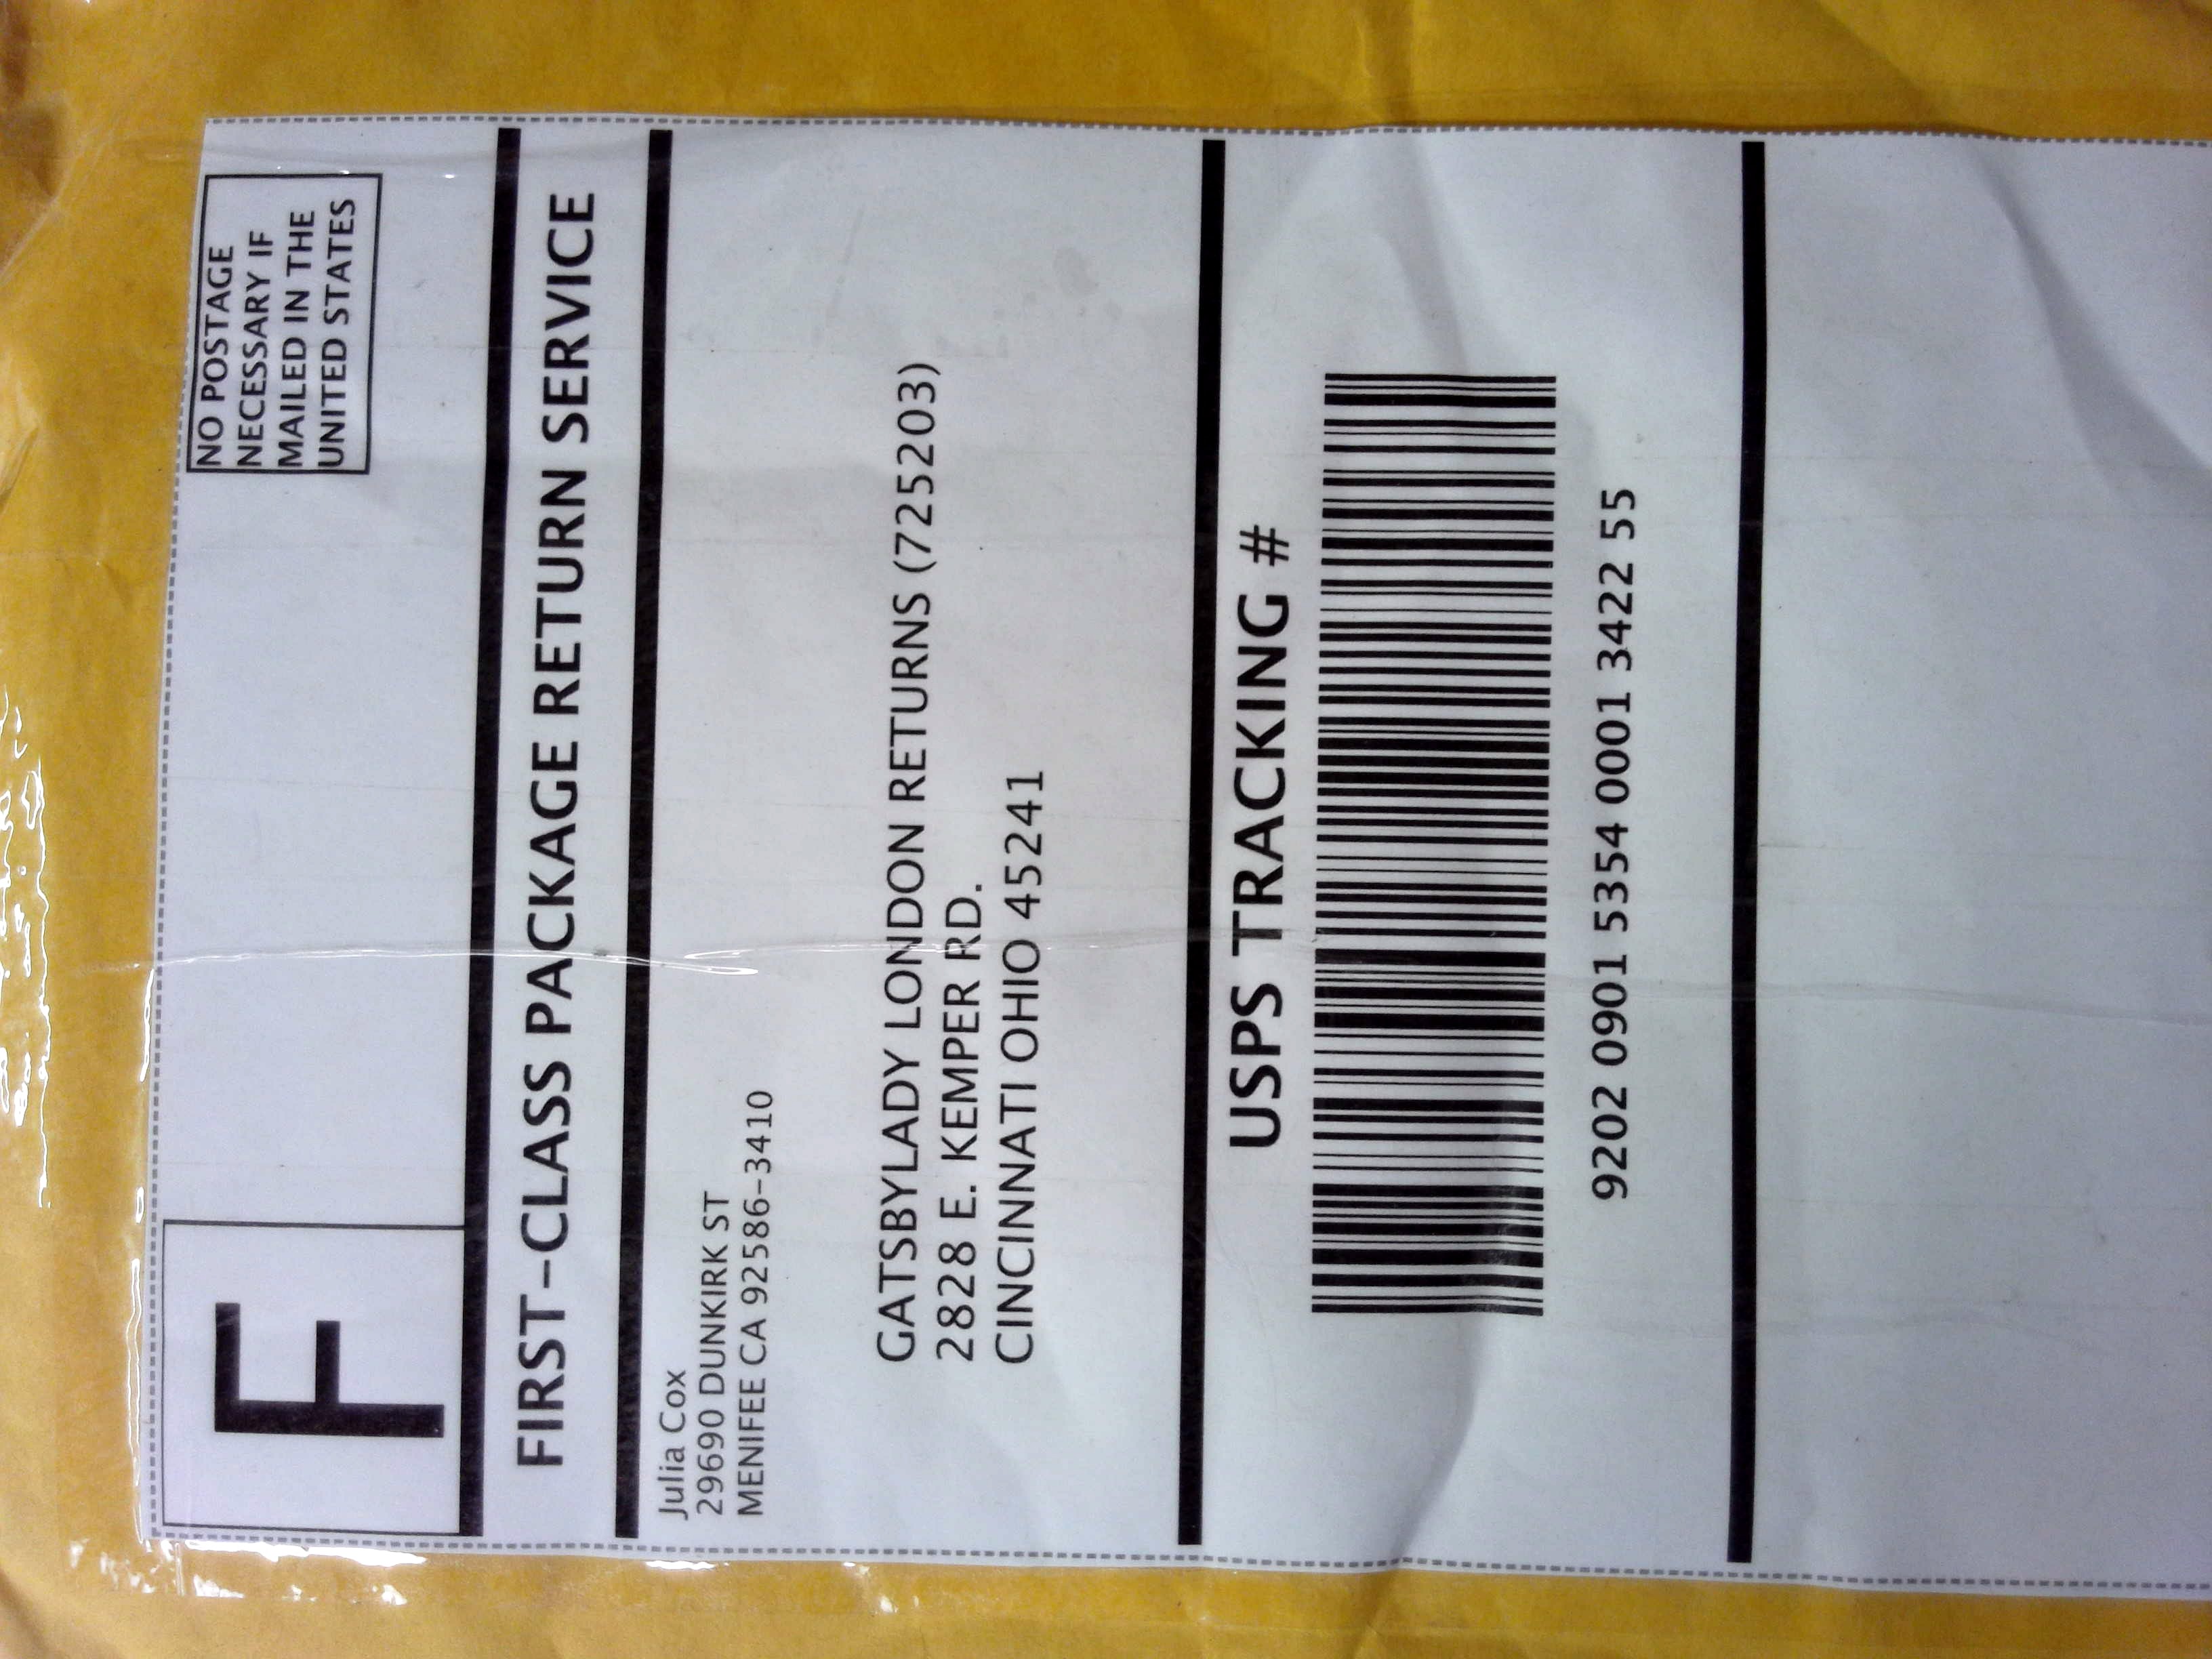 F
NO POSTAGE
NECESSARY IF
MAILED IN THE
UNITED STATES
FIRST-CLASS PACKAGE RETURN SERVICE
Julia Cox
29690 DUNKIRK ST
MENIFEE CA 92586-3410
GATSBYLADY LONDON RETURNS (725203)
2828 E. KEMPER RD.
CINCINNATI OHIO 45241
USPS TRACKING #
9202 0901 5354 0001 3422 55